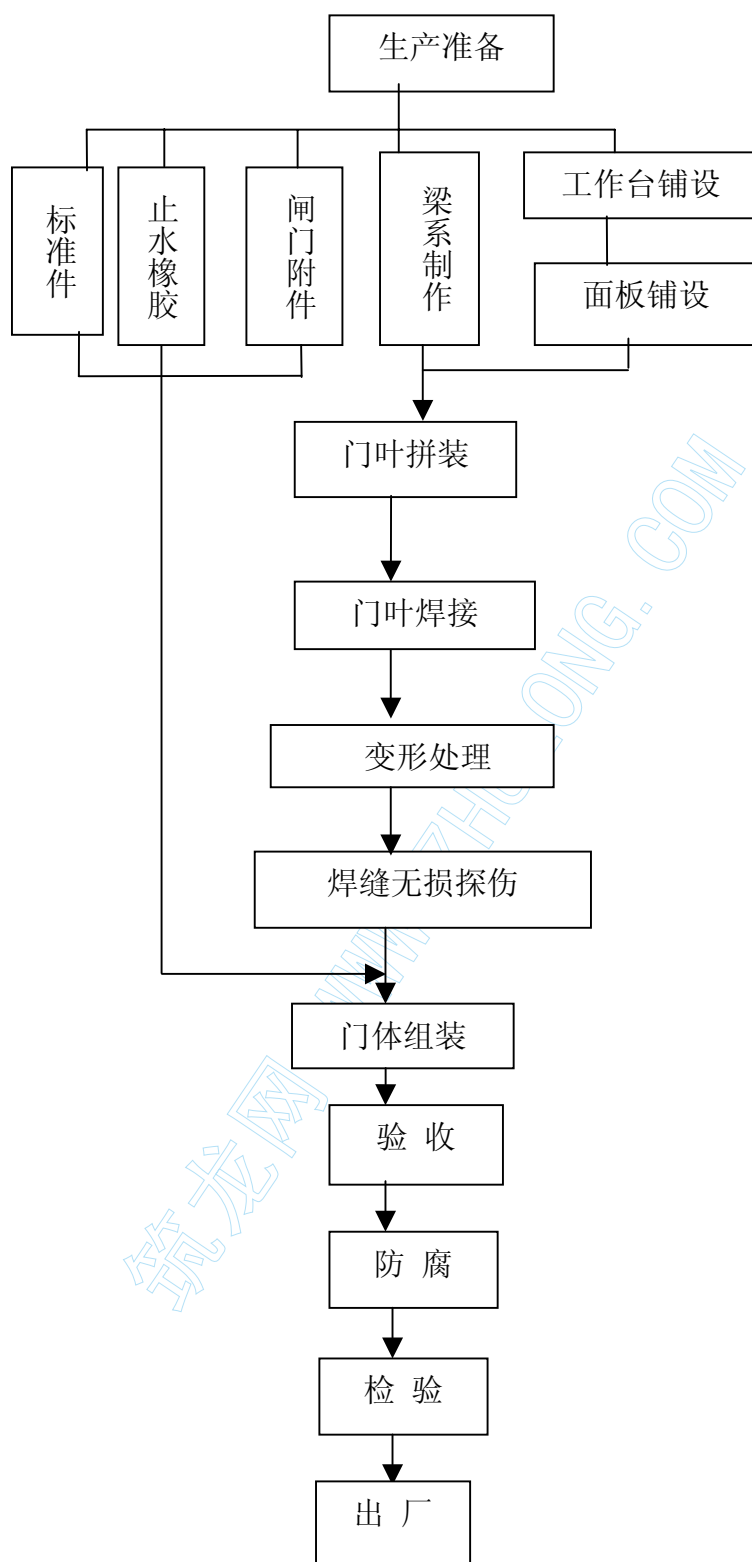 生产准备
标准件
止水橡胶
闸门附件
梁系制作
工作台铺设
面板铺设
门叶拼装
门叶焊接
变形处理
焊缝无损探伤
门体组装
验 收
防 腐
检 验
出 厂
筑龙网